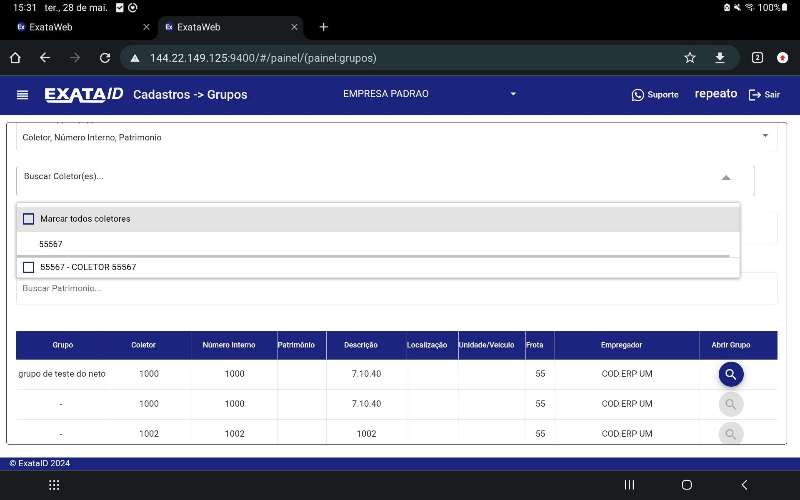 15:31 ter., 28 de mai.
100%
ExataWeb
ExataWeb
144.22.149.125:9400/#/painel/(painel:grupos)
2
EXATAID
Cadastros -> Grupos
EMPRESA PADRAO
Suporte
repeato
Sair
Coletor, Número Interno, Patrimonio
Buscar Coletor(es)...
Marcar todos coletores
55567
55567 - COLETOR 55567
Buscar Patrimonio...
Grupo Coletor Número Interno Patrimônio Descrição Localização Unidade/Veículo Frota Empregador Abrir Grupo
grupo de teste do neto 1000 1000 7.10.40 55 COD.ERP UM
- 1000 1000 7.10.40 55 COD.ERP UM
- 1002 1002 1002 55 COD.ERP UM
© ExataID 2024